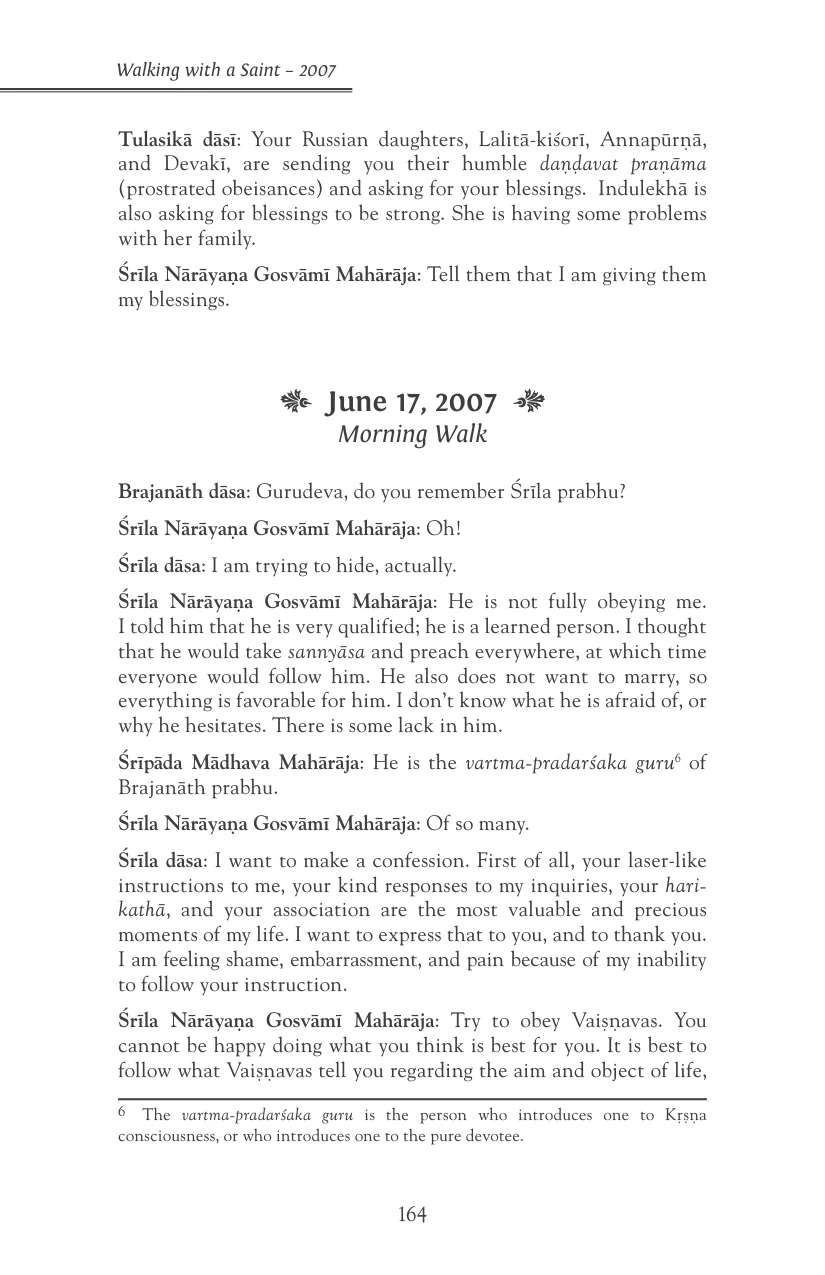 Walking with a Saint – 2007
Tulasikā dāsī: Your Russian daughters, Lalitā-kiśorī, Annapūrṇā,
and Devakī, are sending you their humble daṇḍavat praṇāma
(prostrated obeisances) and asking for your blessings. Indulekhā is
also asking for blessings to be strong. She is having some problems
with her family.
Śrīla Nārāyaṇa Gosvāmī Mahārāja: Tell them that I am giving them
my blessings.
June 17, 2007
Morning Walk
Brajanāth dāsa: Gurudeva, do you remember Śrīla prabhu?
Śrīla Nārāyaṇa Gosvāmī Mahārāja: Oh!
Śrīla dāsa: I am trying to hide, actually.
Śrīla Nārāyaṇa Gosvāmī Mahārāja: He is not fully obeying me.
I told him that he is very qualified; he is a learned person. I thought
that he would take sannyāsa and preach everywhere, at which time
everyone would follow him. He also does not want to marry, so
everything is favorable for him. I don't know what he is afraid of, or
why he hesitates. There is some lack in him.
Śrīpāda Mādhava Mahārāja: He is the vartma-pradarśaka guru6 of
Brajanāth prabhu.
Śrīla Nārāyaṇa Gosvāmī Mahārāja: Of so many.
Śrīla dāsa: I want to make a confession. First of all, your laser-like
instructions to me, your kind responses to my inquiries, your hari-
kathā, and your association are the most valuable and precious
moments of my life. I want to express that to you, and to thank you.
I am feeling shame, embarrassment, and pain because of my inability
to follow your instruction.
Śrīla Nārāyaṇa Gosvāmī Mahārāja: Try to obey Vaiṣṇavas. You
cannot be happy doing what you think is best for you. It is best to
follow what Vaiṣṇavas tell you regarding the aim and object of life,
6 The vartma-pradarśaka guru is the person who introduces one to Kṛṣṇa
consciousness, or who introduces one to the pure devotee.
164